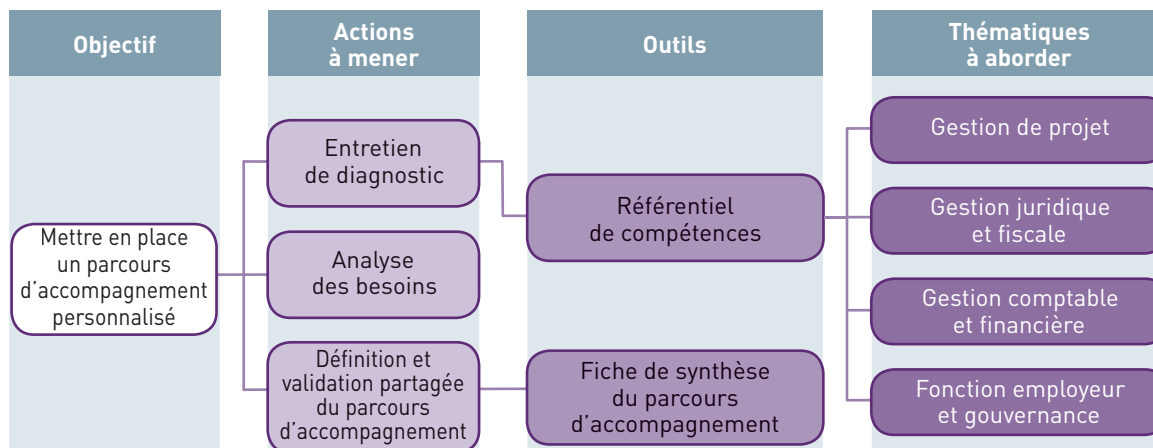 Objectif
Actions
à mener
Outils
Thématiques
à aborder
Mettre en place
un parcours
d'accompagnement
personnalisé
Entretien
de diagnostic
Analyse
des besoins
Définition et
validation partagée
du parcours
d'accompagnement
Référentiel
de compétences
Fiche de synthèse
du parcours
d'accompagnement
Gestion de projet
Gestion juridique
et fiscale
Gestion comptable
et financière
Fonction employeur
et gouvernance